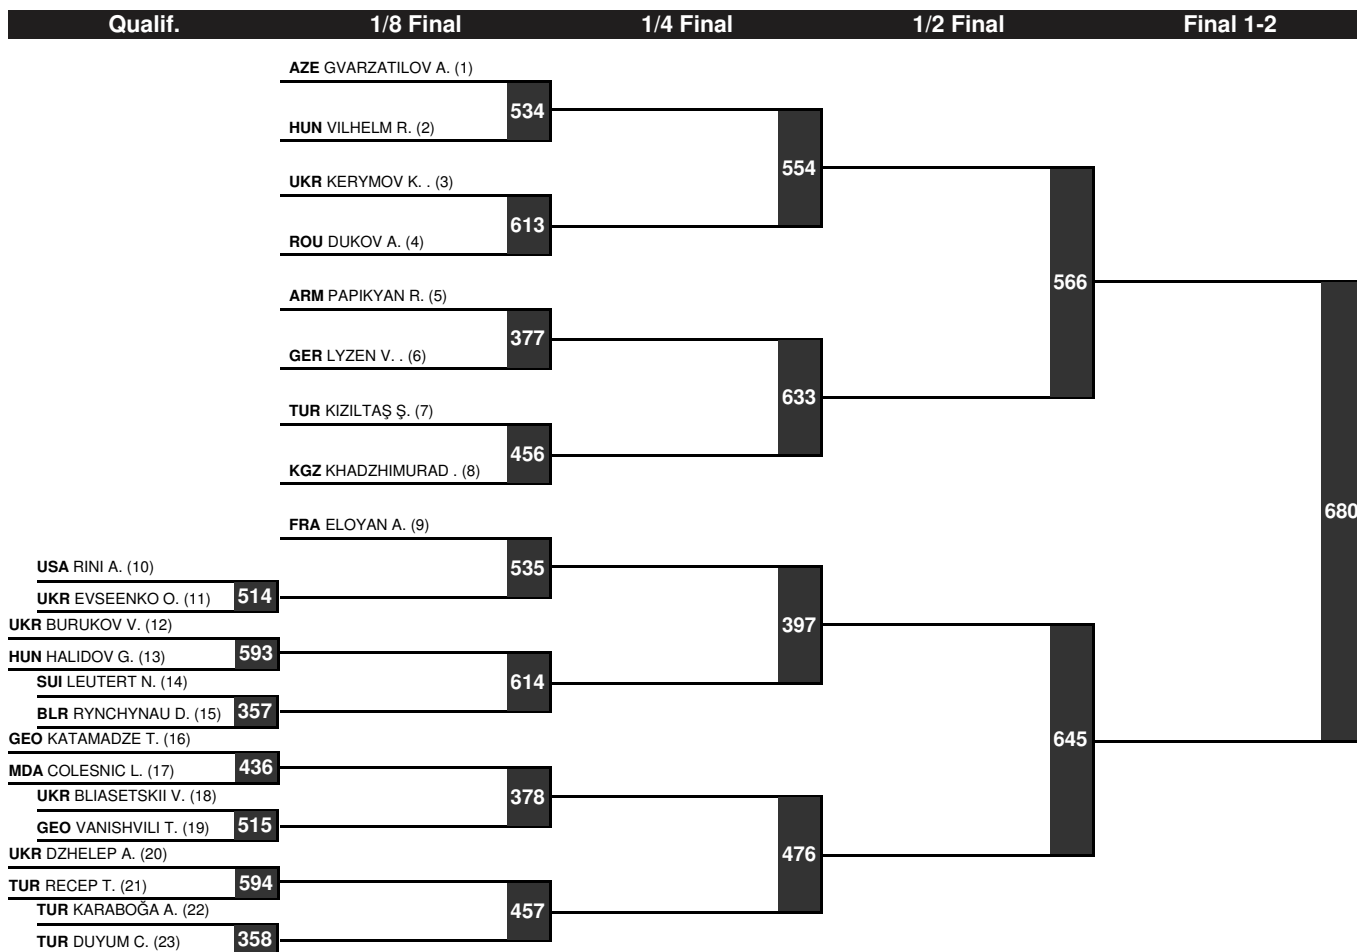 Qualif. 1/8 Final 1/4 Final 1/2 Final Final 1-2
AZE GVARZATILOV A. (1)
534
HUN VILHELM R. (2)
554
UKR KERYMOV K. . (3)
613
ROU DUKOV A. (4)
566
ARM PAPIKYAN R. (5)
377
GER LYZEN V. . (6)
633
TUR KIZILTAŞ Ş. (7)
456
KGZ KHADZHIMURAD . (8)
680
FRA ELOYAN A. (9)
535
USA RINI A. (10)
514
UKR EVSEENKO O. (11)
397
UKR BURUKOV V. (12)
593
HUN HALIDOV G. (13)
614
SUI LEUTERT N. (14)
357
BLR RYNCHYNAU D. (15)
645
GEO KATAMADZE T. (16)
436
MDA COLESNIC L. (17)
378
UKR BLIASETSKII V. (18)
515
GEO VANISHVILI T. (19)
476
UKR DZHELEP A. (20)
594
TUR RECEP T. (21)
457
TUR KARABOĞA A. (22)
358
TUR DUYUM C. (23)